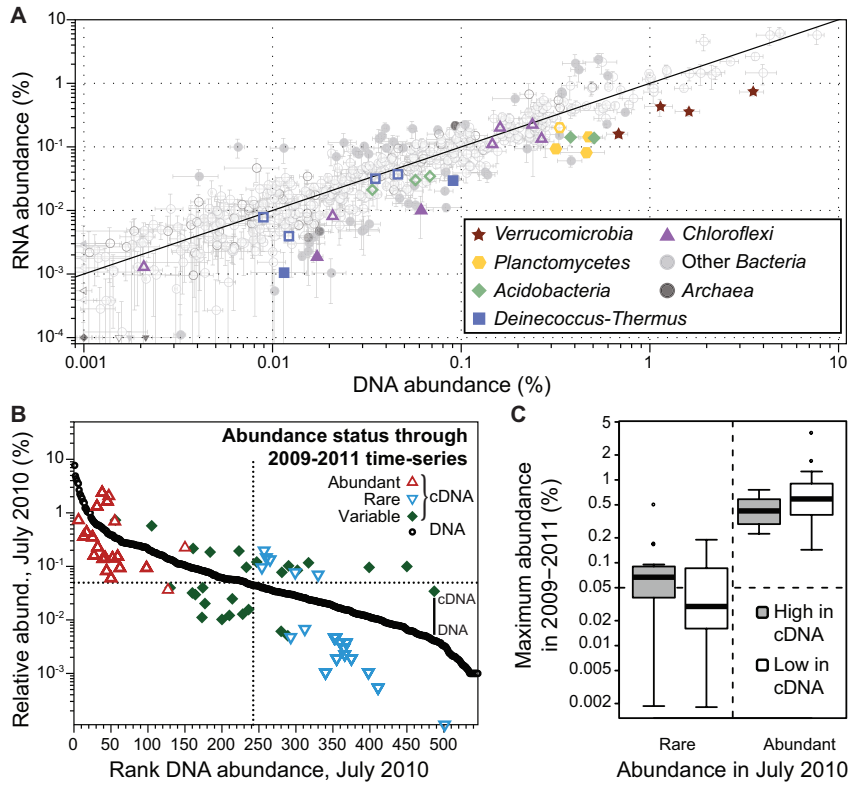 A
RNA abundance (%)
10
1
10-1
10-2
10-3
10-4
0.001
0.01
0.1
1
10
DNA abundance (%)
Verrucomicrobia
Planctomycetes
Acidobacteria
Deinecoccus-Thermus
Chloroflexi
Other Bacteria
Archaea
B
Relative abund., July 2010 (%)
10
1
10-1
10-2
10-3
0 50 100 150 200 250 300 350 400 450 500
Rank DNA abundance, July 2010
Abundance status through
2009-2011 time-series
Abundant
Rare
Variable
cDNA
DNA
cDNA
DNA
C
Maximum abundance
in 2009–2011 (%)
5
1
0.5
0.2
0.1
0.05
0.02
0.005
0.002
High in
cDNA
Low in
cDNA
Rare
Abundant
Abundance in July 2010